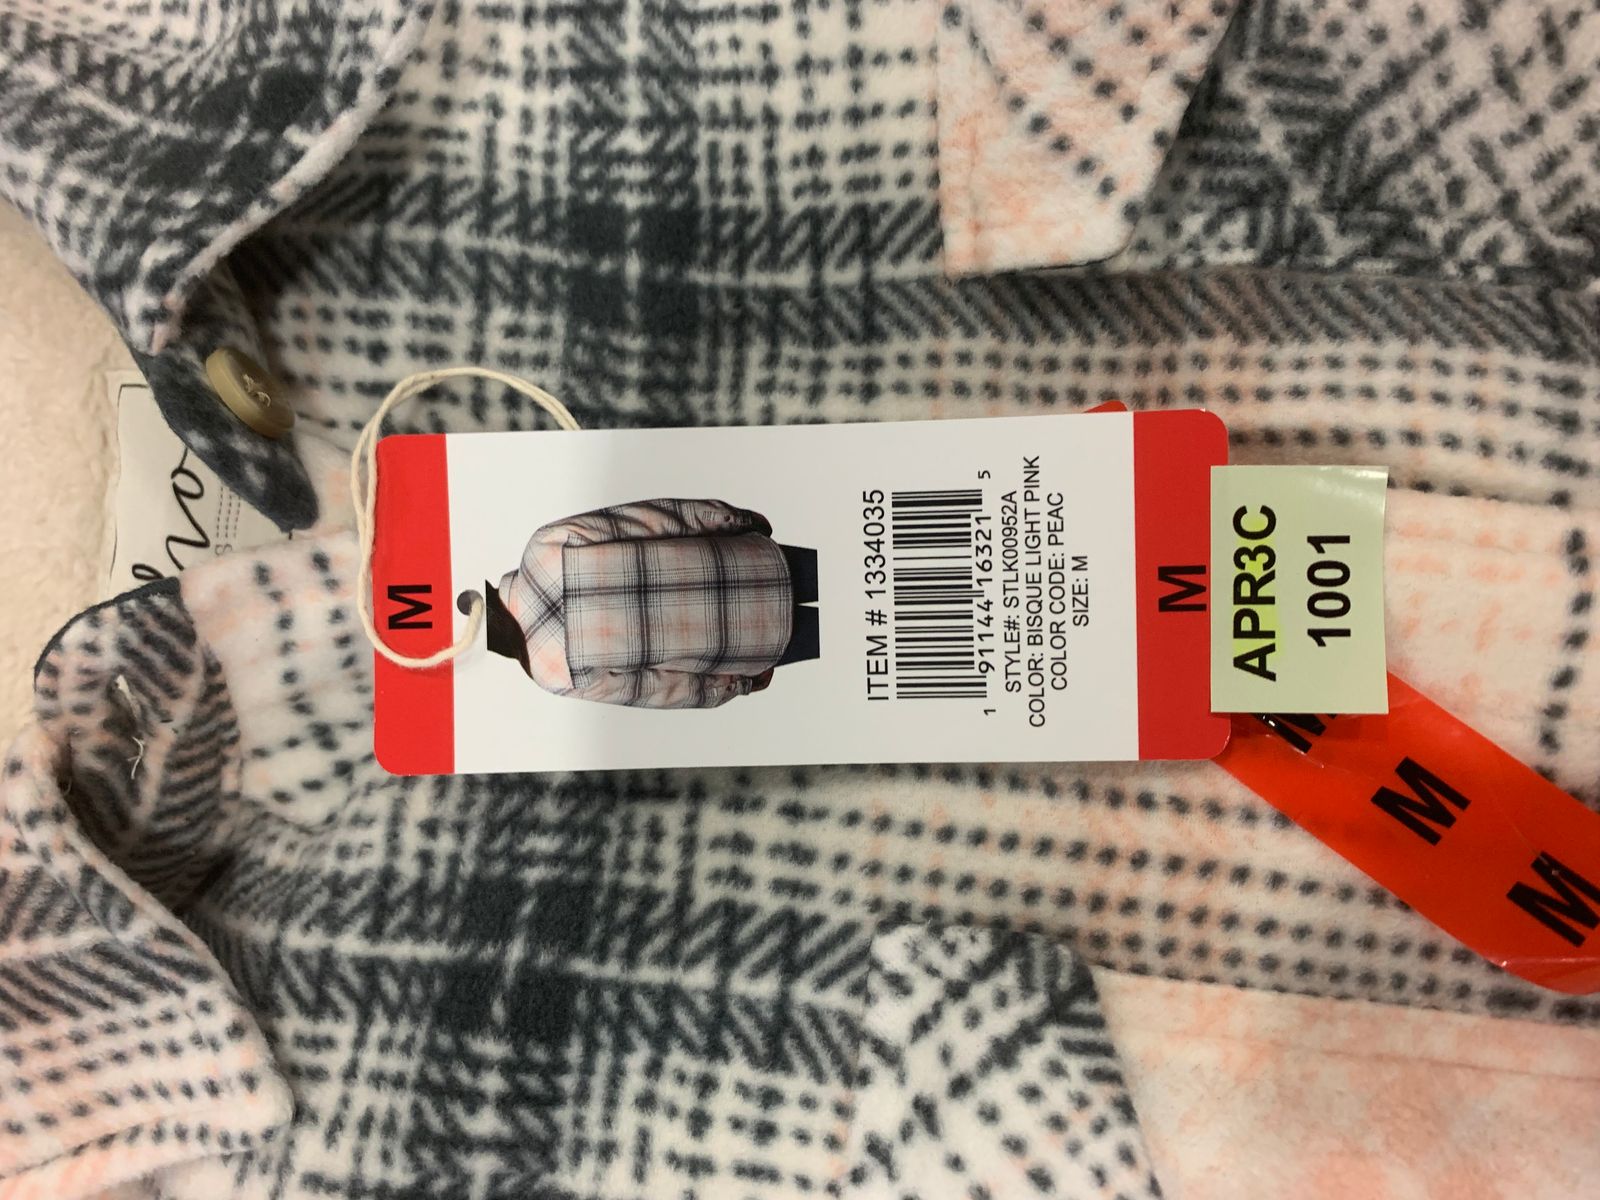 M
ITEM # 1334035
1 91144 16321 5
STYLE#: STLK00952A
COLOR: BISQUE LIGHT PINK
COLOR CODE: PEAC
SIZE: M
M
APR3C
1001
M
M
M